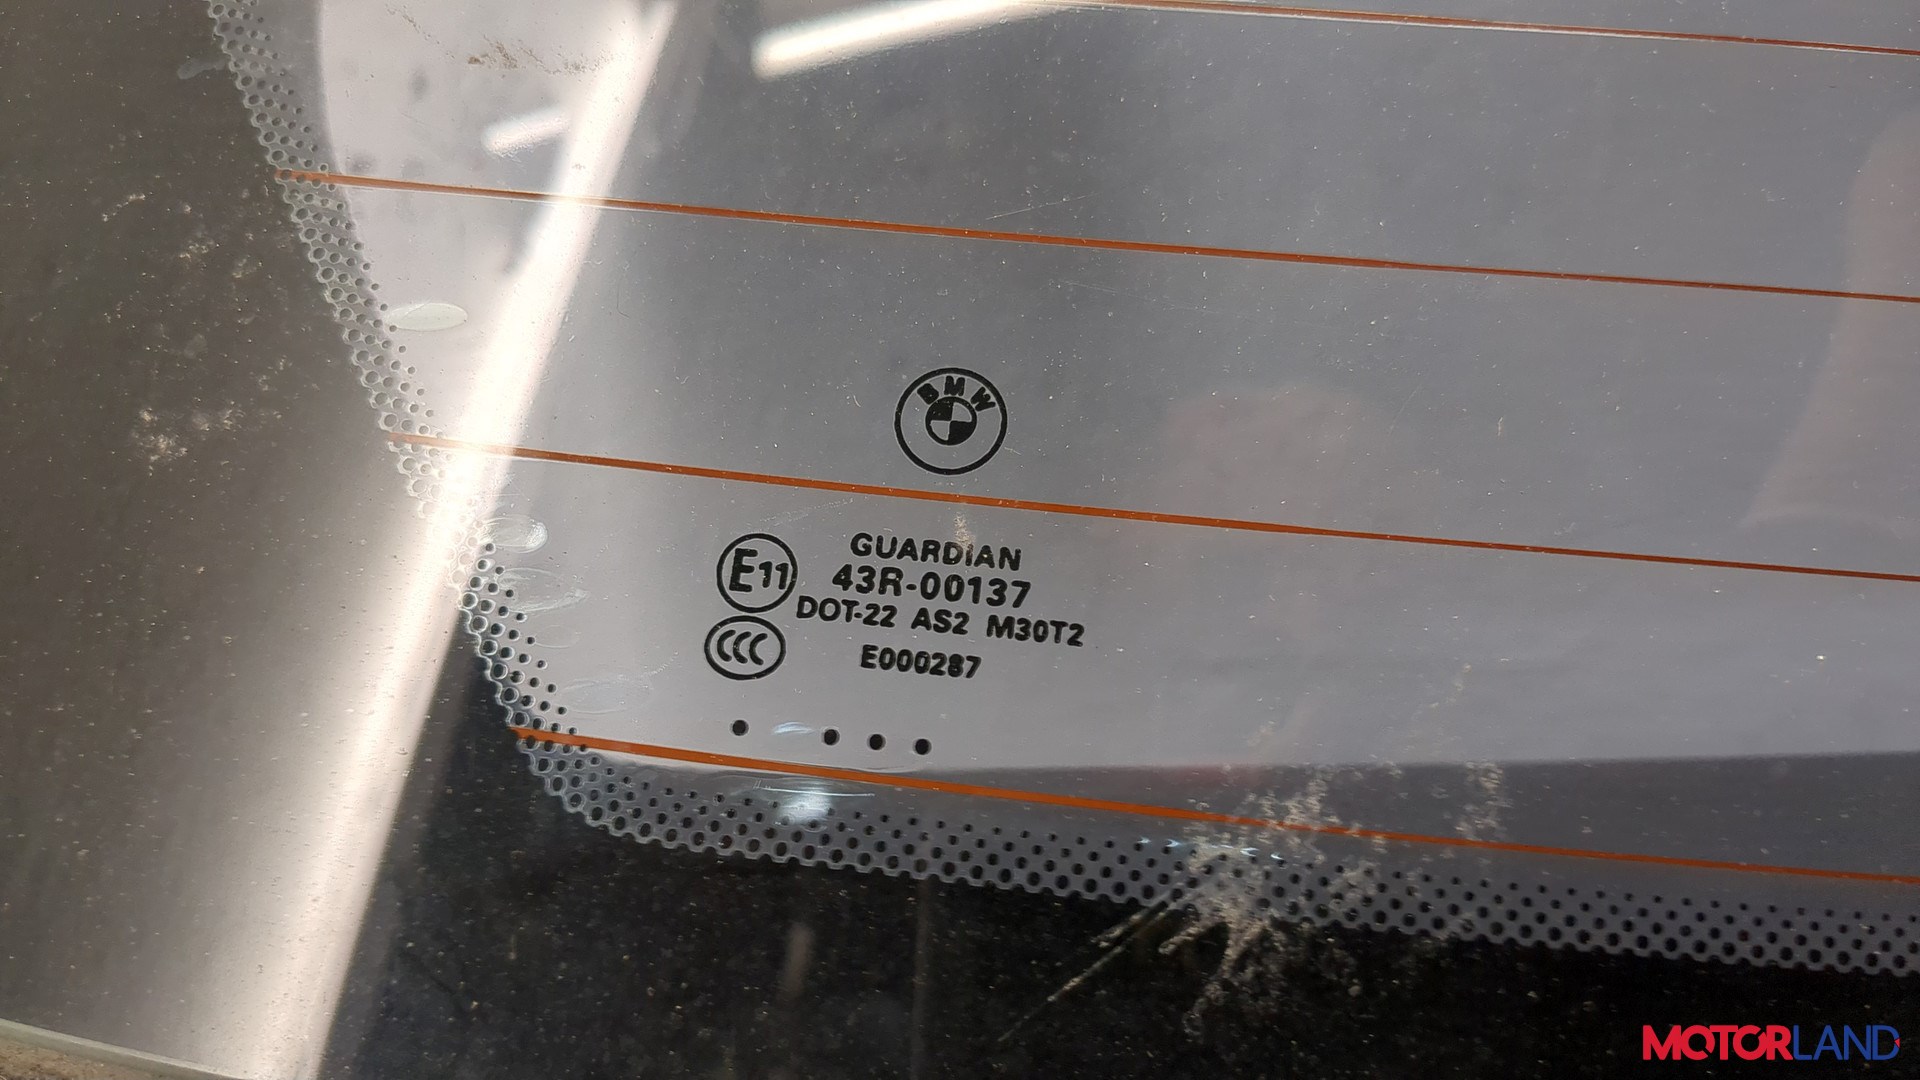 BMW
GUARDIAN
E11 43R-00137
DOT-22 AS2 M30T2
CCC E000287
MOTORLAND